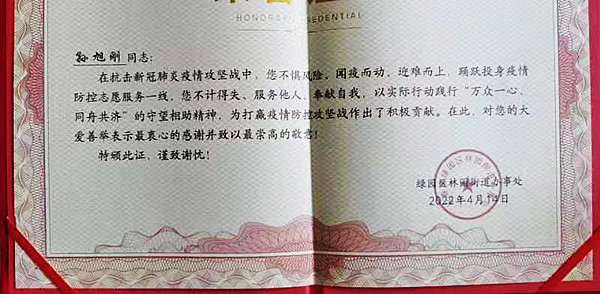 HONORARY CREDENTIAL
孙旭刚 同志：
在抗击新冠肺炎疫情攻坚战中，您不惧风险、闻疫而动、迎难而上，踊跃投身疫情
防控志愿服务一线，您不计得失、服务他人、奉献自我，以实际行动践行“万众一心、
同舟共济”的守望相助精神，为打赢疫情防控攻坚战作出了积极贡献。在此，对您的大
爱善举表示最衷心的感谢并致以最崇高的敬意！
特颁此证，谨致谢忱！
绿园区林园街道办事处
2022年4月14日